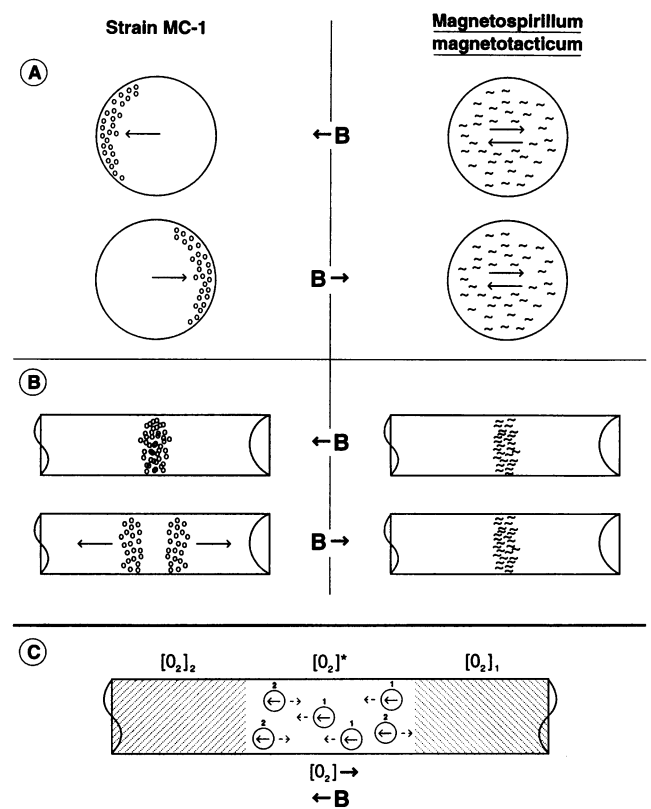 Strain MC-1
Magnetospirillum
magnetotacticum
A
←B
B→
B
←B
B→
C
[O₂]₂ [O₂]* [O₂]₁
2 1 1
2 1 2
[O₂]→
←B